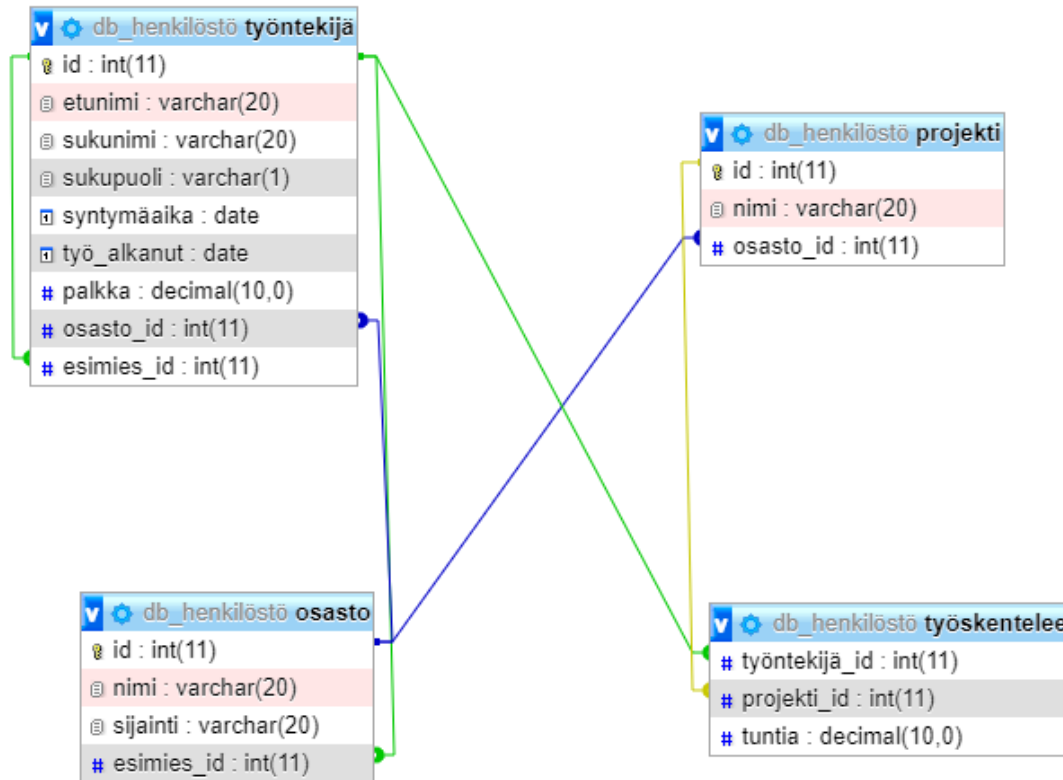 db_henkilöstö työntekijä
id : int(11)
etunimi : varchar(20)
sukunimi : varchar(20)
sukupuoli : varchar(1)
syntymäaika : date
työ_alkanut : date
palkka : decimal(10,0)
osasto_id : int(11)
esimies_id : int(11)
db_henkilöstö projekti
id : int(11)
nimi : varchar(20)
osasto_id : int(11)
db_henkilöstö osasto
id : int(11)
nimi : varchar(20)
sijainti : varchar(20)
esimies_id : int(11)
db_henkilöstö työskentelee
työntekijä_id : int(11)
projekti_id : int(11)
tuntia : decimal(10,0)